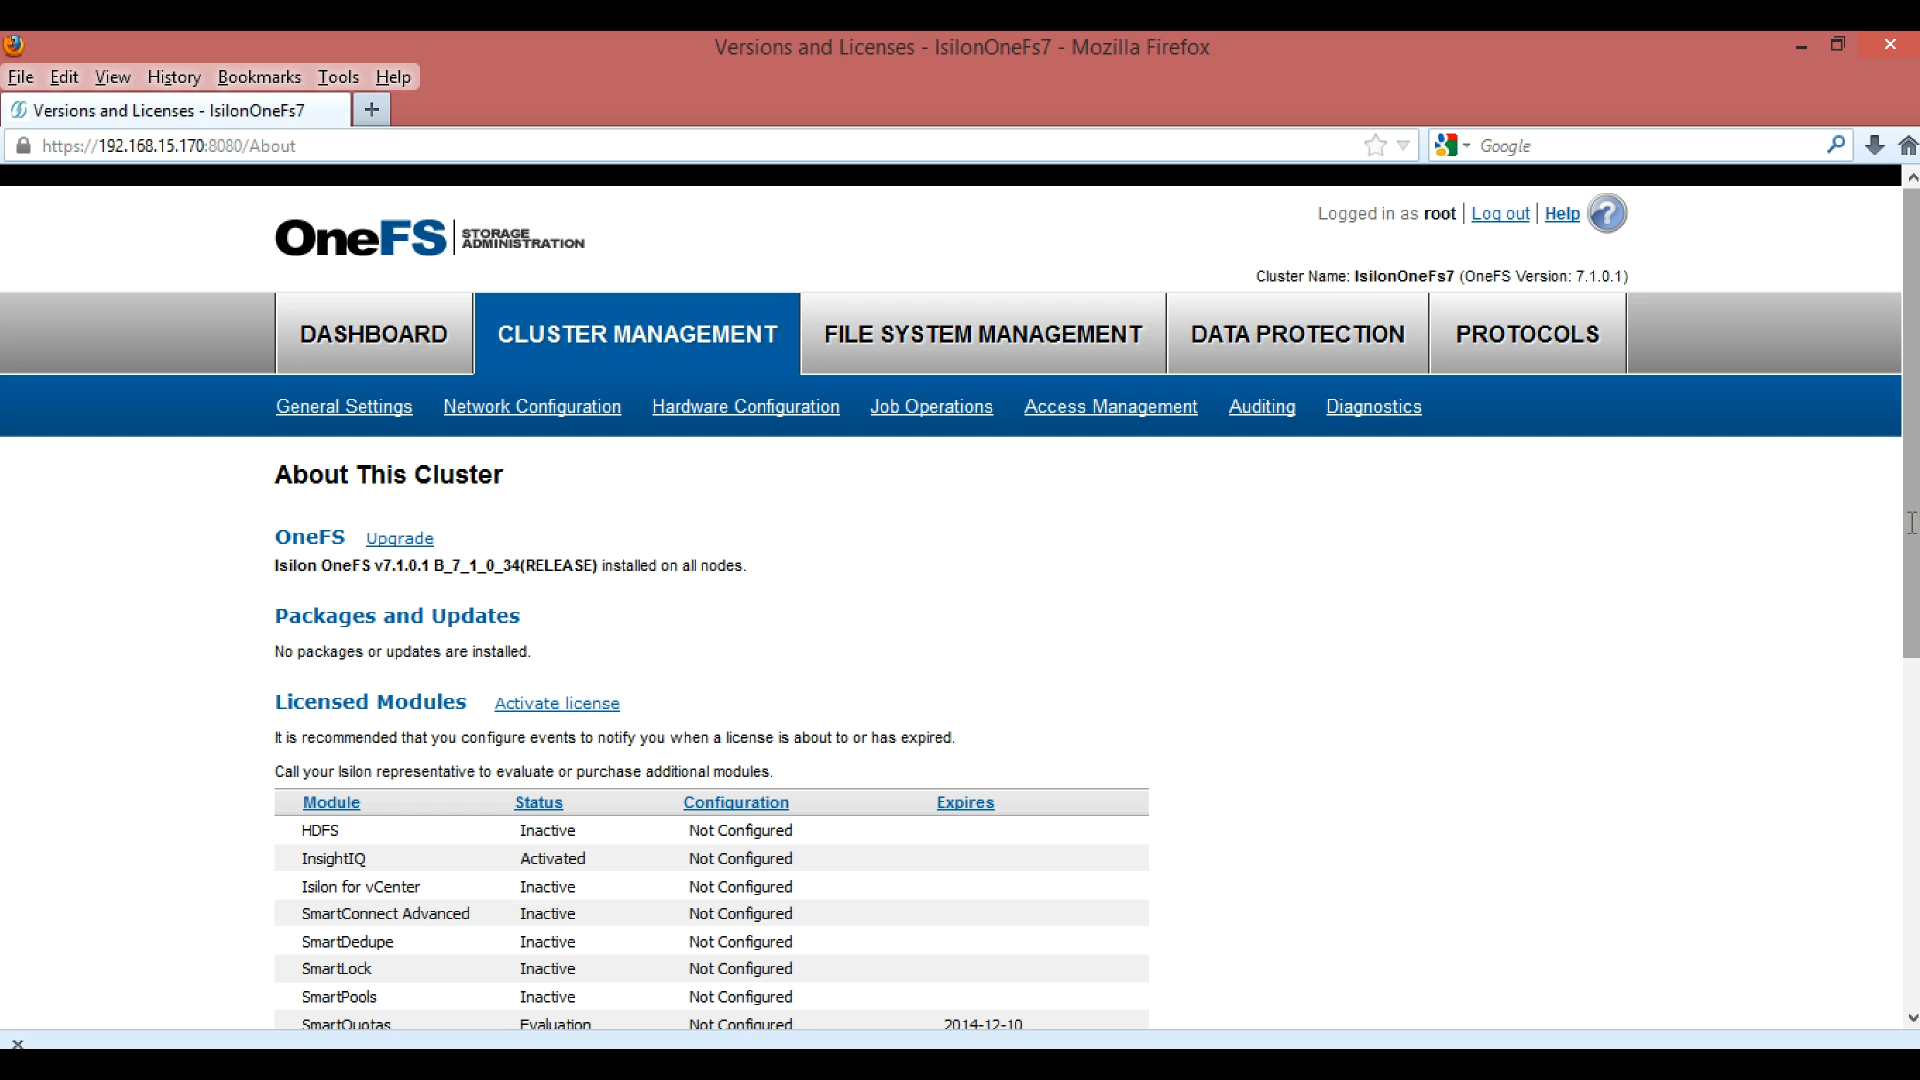 Versions and Licenses - IsilonOneFs7 - Mozilla Firefox
File Edit View History Bookmarks Tools Help
Versions and Licenses - IsilonOneFs7
https://192.168.15.170:8080/About
Google
OneFS STORAGE ADMINISTRATION
Logged in as root Log out Help
Cluster Name: IsilonOneFs7 (OneFS Version: 7.1.0.1)
DASHBOARD CLUSTER MANAGEMENT FILE SYSTEM MANAGEMENT DATA PROTECTION PROTOCOLS
General Settings Network Configuration Hardware Configuration Job Operations Access Management Auditing Diagnostics
About This Cluster
OneFS Upgrade
Isilon OneFS v7.1.0.1 B_7_1_0_34(RELEASE) installed on all nodes.
Packages and Updates
No packages or updates are installed.
Licensed Modules Activate license
It is recommended that you configure events to notify you when a license is about to or has expired.
Call your Isilon representative to evaluate or purchase additional modules.
Module Status Configuration Expires
HDFS Inactive Not Configured
InsightIQ Activated Not Configured
Isilon for vCenter Inactive Not Configured
SmartConnect Advanced Inactive Not Configured
SmartDedupe Inactive Not Configured
SmartLock Inactive Not Configured
SmartPools Inactive Not Configured
SmartQuotas Evaluation Not Configured 2014-12-10